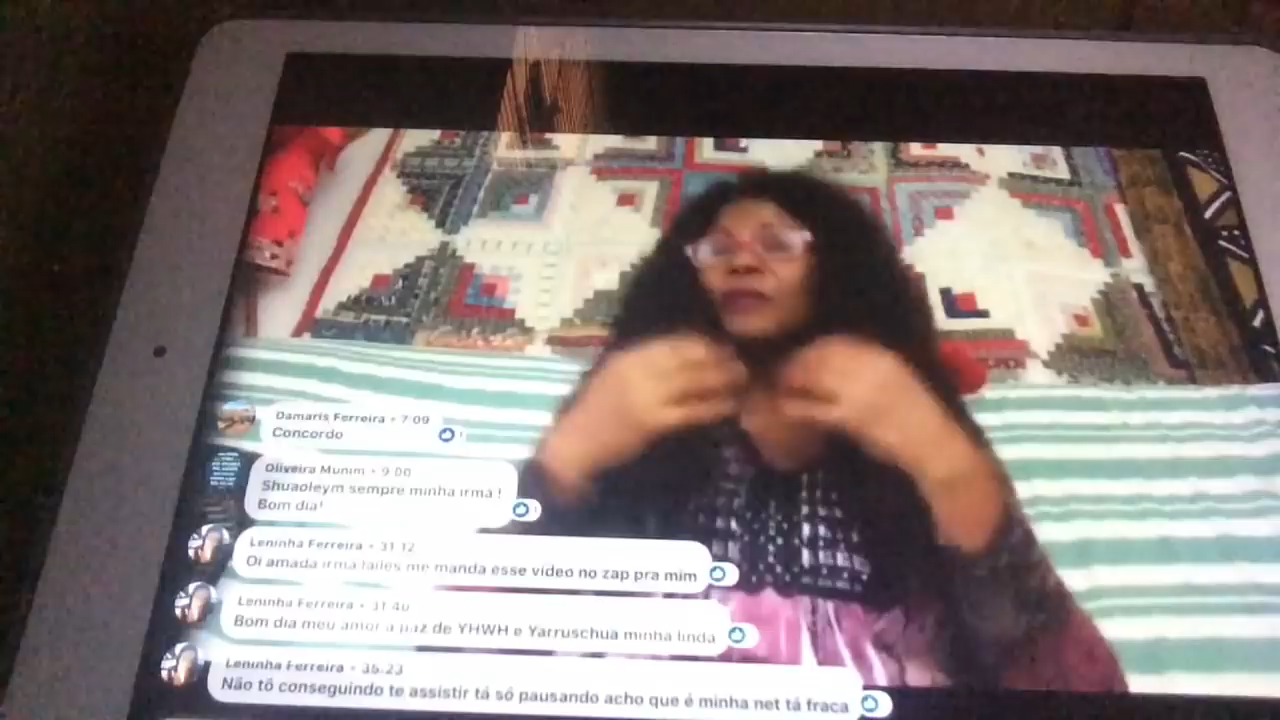 Damaris Ferreira • 7:09
Concordo
1
Oliveira Munim • 9:00
Shuaoleym sempre minha irmã !
Bom dia!
1
Leninha Ferreira • 31:12
Oi amada irmã me manda esse vídeo no zap pra mim
Leninha Ferreira • 31:40
Bom dia meu amor a paz de YHWH e Yarruschua minha linda
Leninha Ferreira • 35:23
Não tô conseguindo te assistir tá só pausando acho que é minha net tá fraca